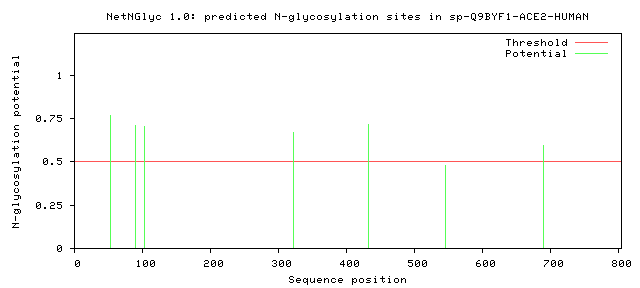 NetNGlyc 1.0: predicted N-glycosylation sites in sp-Q9BYF1-ACE2-HUMAN
Threshold
Potential
N-glycosylation potential
1
0.75
0.5
0.25
0
0 100 200 300 400 500 600 700 800
Sequence position